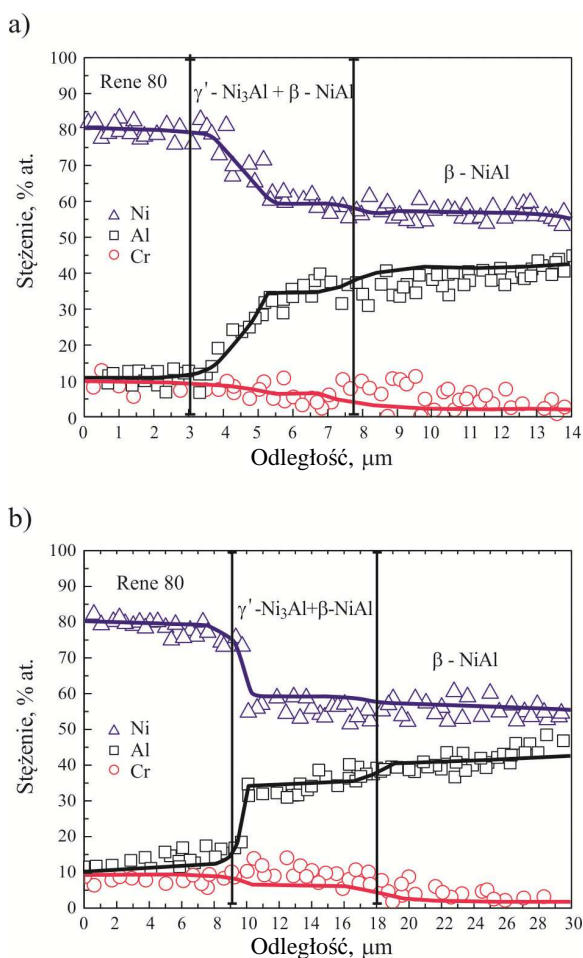 a)
100
90
80
70
60
50
40
30
20
10
0
Stężenie, % at.
Rene 80
γ' - Ni₃Al + β - NiAl
β - NiAl
Ni
Al
Cr
0 1 2 3 4 5 6 7 8 9 10 11 12 13 14
Odległość, μm
b)
100
90
80
70
60
50
40
30
20
10
0
Stężenie, % at.
Rene 80
γ'-Ni₃Al+β-NiAl
β - NiAl
Ni
Al
Cr
0 2 4 6 8 10 12 14 16 18 20 22 24 26 28 30
Odległość, μm